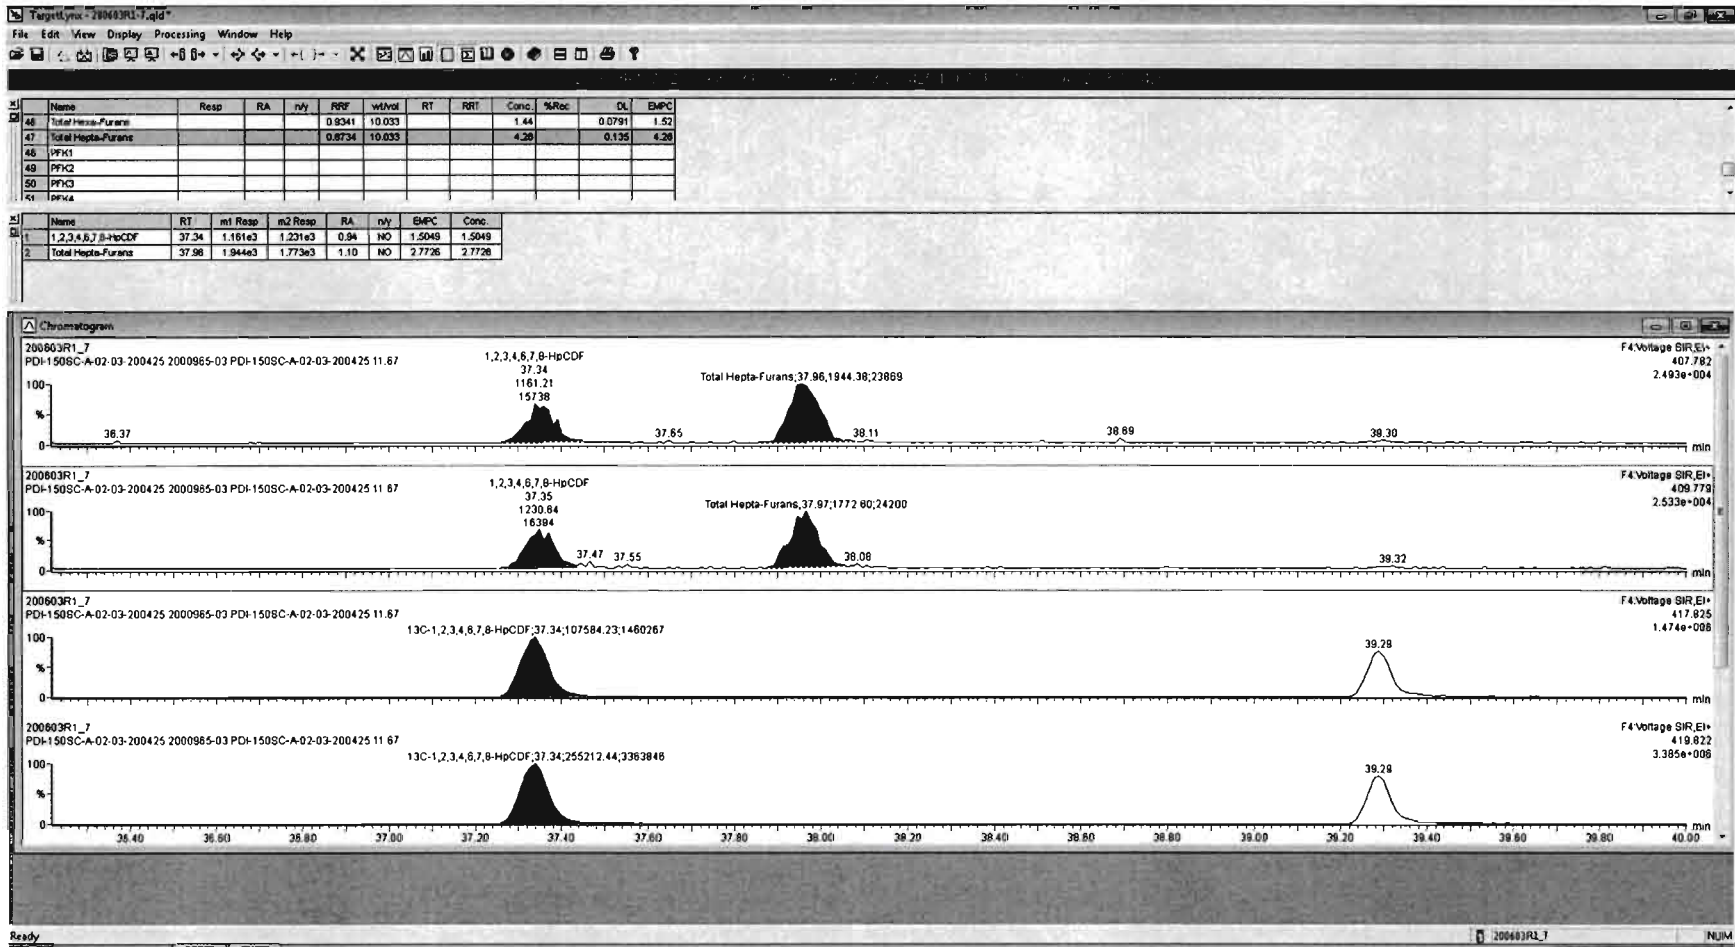 TargetLynx - 200603R1-7.qld*
File Edit View Display Processing Window Help
Name Resp RA n/y RRF wt/vol RT RRT Conc. %Rec DL EMPC
46 Total Hexa-Furans 0.9341 10.033 1.44 0.0791 1.52
47 Total Hepta-Furans 0.8734 10.033 4.28 0.135 4.28
48 PFK1
49 PFK2
50 PFK3
51 PFK4
Name RT m1 Resp m2 Resp RA n/y EMPC Conc.
1 1,2,3,4,6,7,8-HpCDF 37.34 1.161e3 1.231e3 0.94 NO 1.5049 1.5049
2 Total Hepta-Furans 37.96 1.944e3 1.773e3 1.10 NO 2.7726 2.7726
Chromatogram
200603R1_7
PDI-150SC-A-02-03-200425 2000985-03 PDI-150SC-A-02-03-200425 11.67
F4:Voltage SIR,EI+
407.782
2.493e+004
1,2,3,4,6,7,8-HpCDF
37.34
1161.21
15738
Total Hepta-Furans;37.96;1944.38;23869
100
%
0
36.37 37.65 38.11 38.69 39.30
min
200603R1_7
PDI-150SC-A-02-03-200425 2000985-03 PDI-150SC-A-02-03-200425 11.67
F4:Voltage SIR,EI+
409.779
2.533e+004
1,2,3,4,6,7,8-HpCDF
37.35
1230.64
16394
Total Hepta-Furans;37.97;1772.60;24200
100
%
0
37.47 37.55 38.08 39.32
min
200603R1_7
PDI-150SC-A-02-03-200425 2000985-03 PDI-150SC-A-02-03-200425 11.67
F4:Voltage SIR,EI+
417.825
1.474e+006
13C-1,2,3,4,6,7,8-HpCDF;37.34;107584.23;1460267
39.28
100
%
0
min
200603R1_7
PDI-150SC-A-02-03-200425 2000985-03 PDI-150SC-A-02-03-200425 11.67
F4:Voltage SIR,EI+
419.822
3.385e+006
13C-1,2,3,4,6,7,8-HpCDF;37.34;255212.44;3363846
39.28
100
%
0
min
36.40 36.60 36.80 37.00 37.20 37.40 37.60 37.80 38.00 38.20 38.40 38.60 38.80 39.00 39.20 39.40 39.60 39.80 40.00
Ready 200603R1_7 NUM